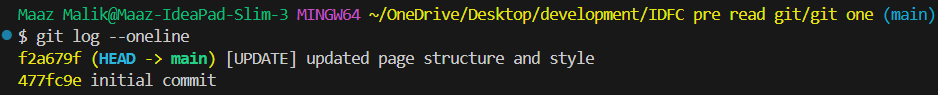 Maaz Malik@Maaz-IdeaPad-Slim-3 MINGW64 ~/OneDrive/Desktop/development/IDFC pre read git/git one (main)
$ git log --oneline
f2a679f (HEAD -> main) [UPDATE] updated page structure and style
477fc9e initial commit